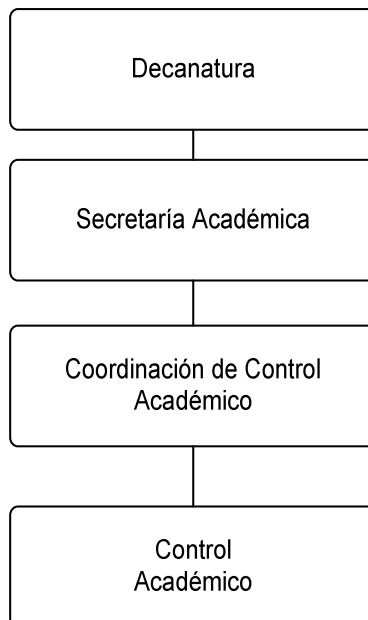 Decanatura
Secretaría Académica
Coordinación de Control
Académico
Control
Académico